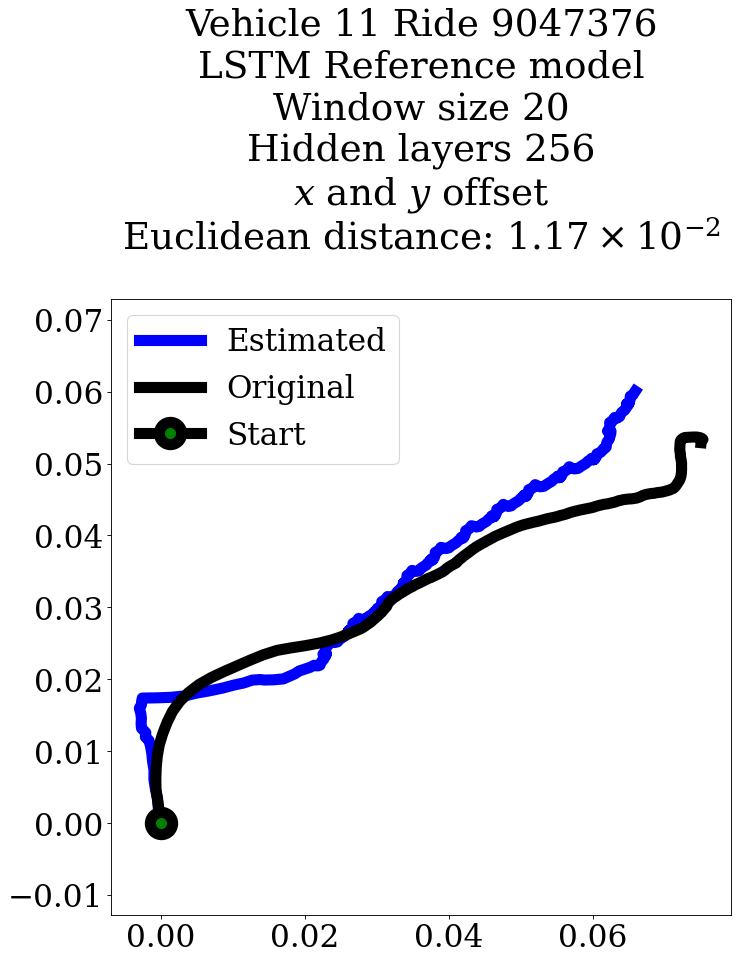 Vehicle 11 Ride 9047376
LSTM Reference model
Window size 20
Hidden layers 256
x and y offset
Euclidean distance: 1.17 × 10⁻²
0.07
0.06
0.05
0.04
0.03
0.02
0.01
0.00
−0.01
Estimated
Original
Start
0.00 0.02 0.04 0.06